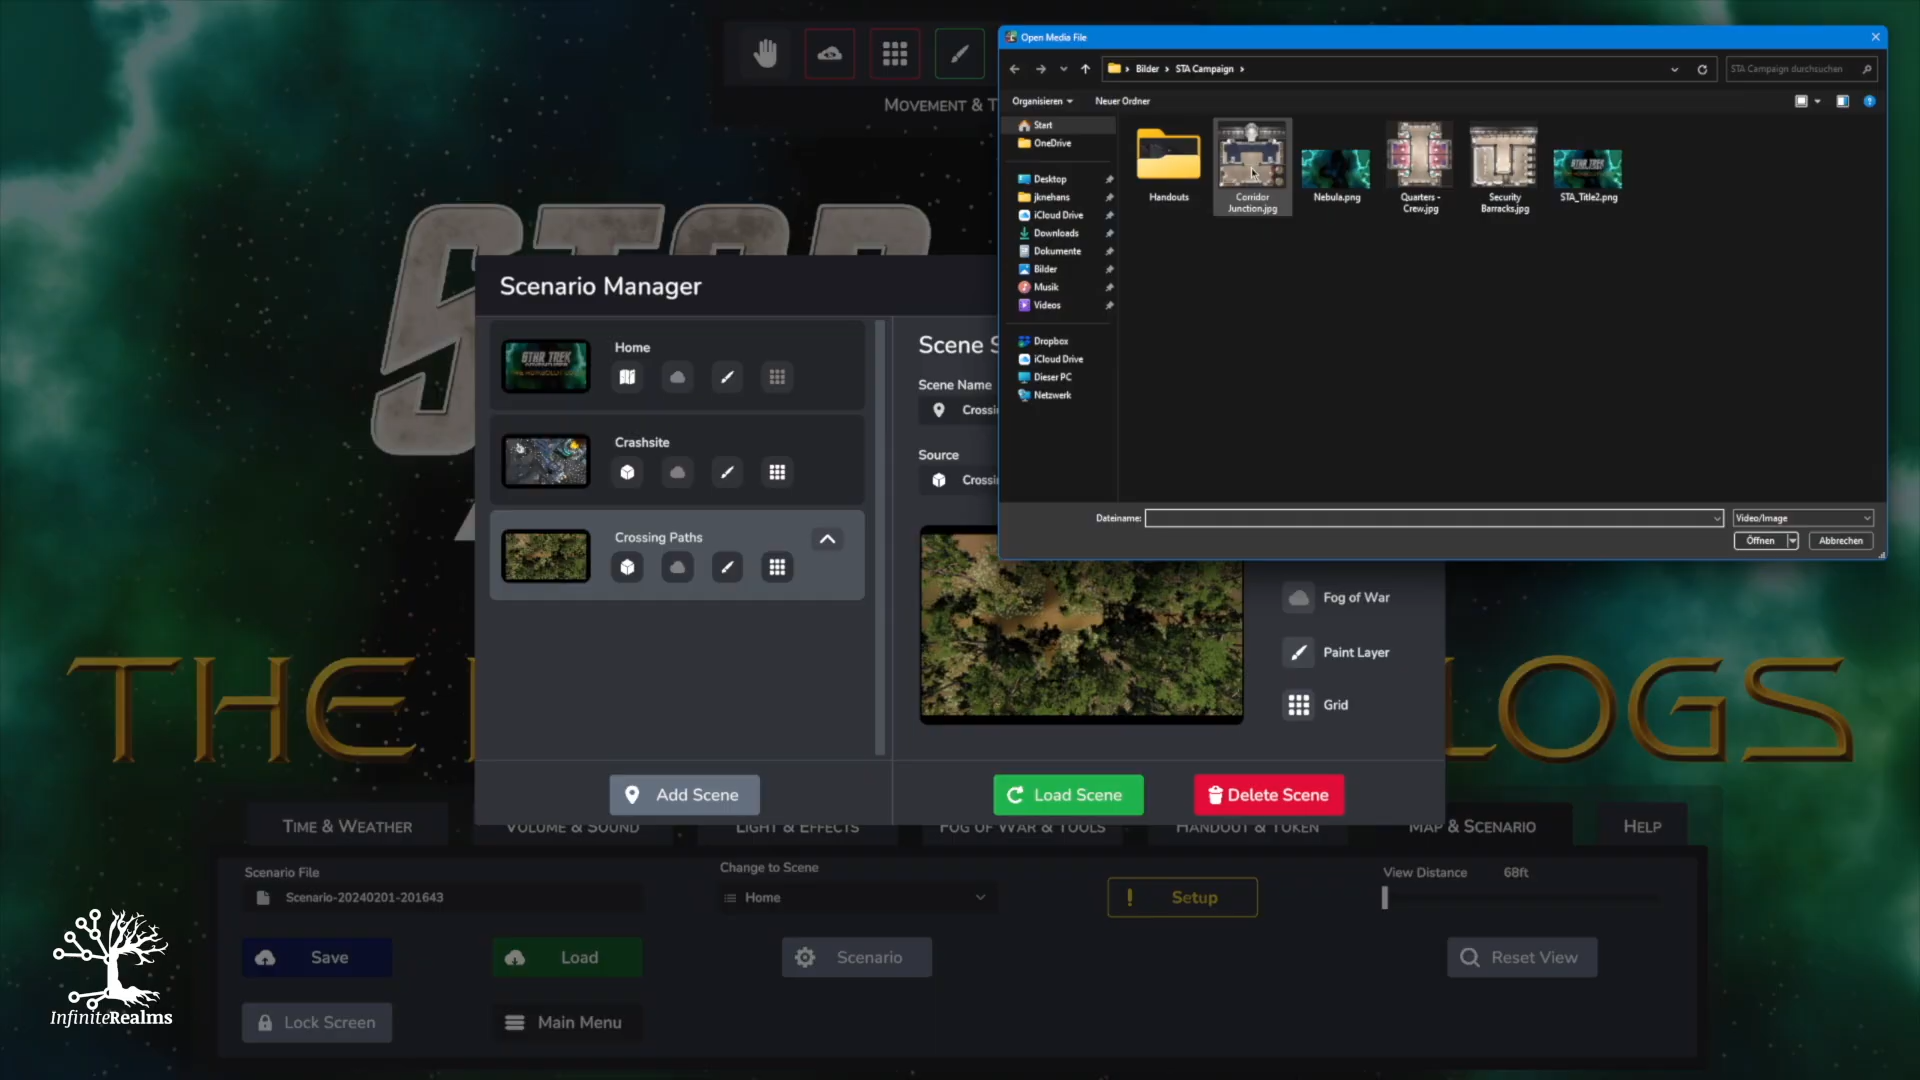 Open Media File
Bilder
STA Campaign
STA Campaign durchsuchen
Organisieren
Neuer Ordner
MOVEMENT & T
Start
OneDrive
Desktop
jknehans
iCloud Drive
Downloads
Dokumente
Bilder
Musik
Videos
Dropbox
iCloud Drive
Dieser PC
Netzwerk
Handouts
Corridor
Junction.jpg
Nebula.png
Quarters -
Crew.jpg
Security
Barracks.jpg
STA_Title2.png
Dateiname:
Video/Image
Öffnen
Abbrechen
Scenario Manager
Home
Crashsite
Crossing Paths
Scene S
Scene Name
Crossi
Source
Crossi
Fog of War
Paint Layer
Grid
Add Scene
Load Scene
Delete Scene
STAR
THE
LOGS
TIME & WEATHER
VOLUME & SOUND
LIGHT & EFFECTS
FOG OF WAR & TOOLS
HANDOUT & TOKEN
MAP & SCENARIO
HELP
Scenario File
Scenario-20240201-201643
Change to Scene
Home
Setup
View Distance
68ft
Save
Load
Scenario
Reset View
Lock Screen
Main Menu
InfiniteRealms